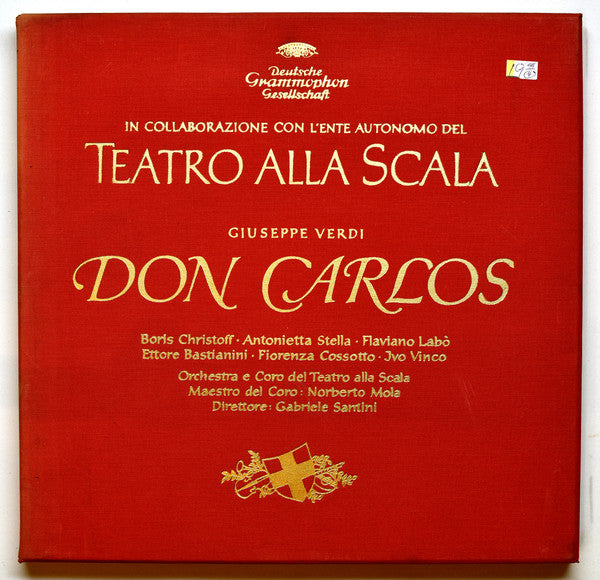 Deutsche
Grammophon
Gesellschaft
IN COLLABORAZIONE CON L'ENTE AUTONOMO DEL
TEATRO ALLA SCALA
GIUSEPPE VERDI
DON CARLOS
Boris Christoff · Antonietta Stella · Flaviano Labò
Ettore Bastianini · Fiorenza Cossotto · Jvo Vinco
Orchestra e Coro del Teatro alla Scala
Maestro del Coro: Norberto Mola
Direttore: Gabriele Santini